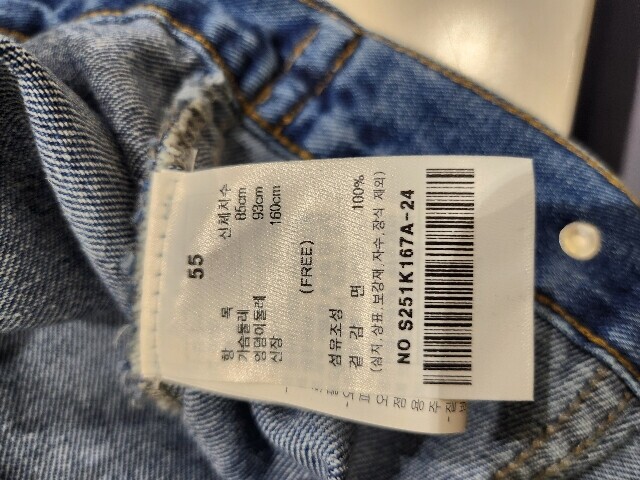 55
항 목 신체치수
가슴둘레 85cm
엉덩이둘레 93cm
신장 160cm
(FREE)
섬유조성
겉감 면 100%
(심지, 상표, 보강재, 자수, 장식 제외)
NO S251K167A-24